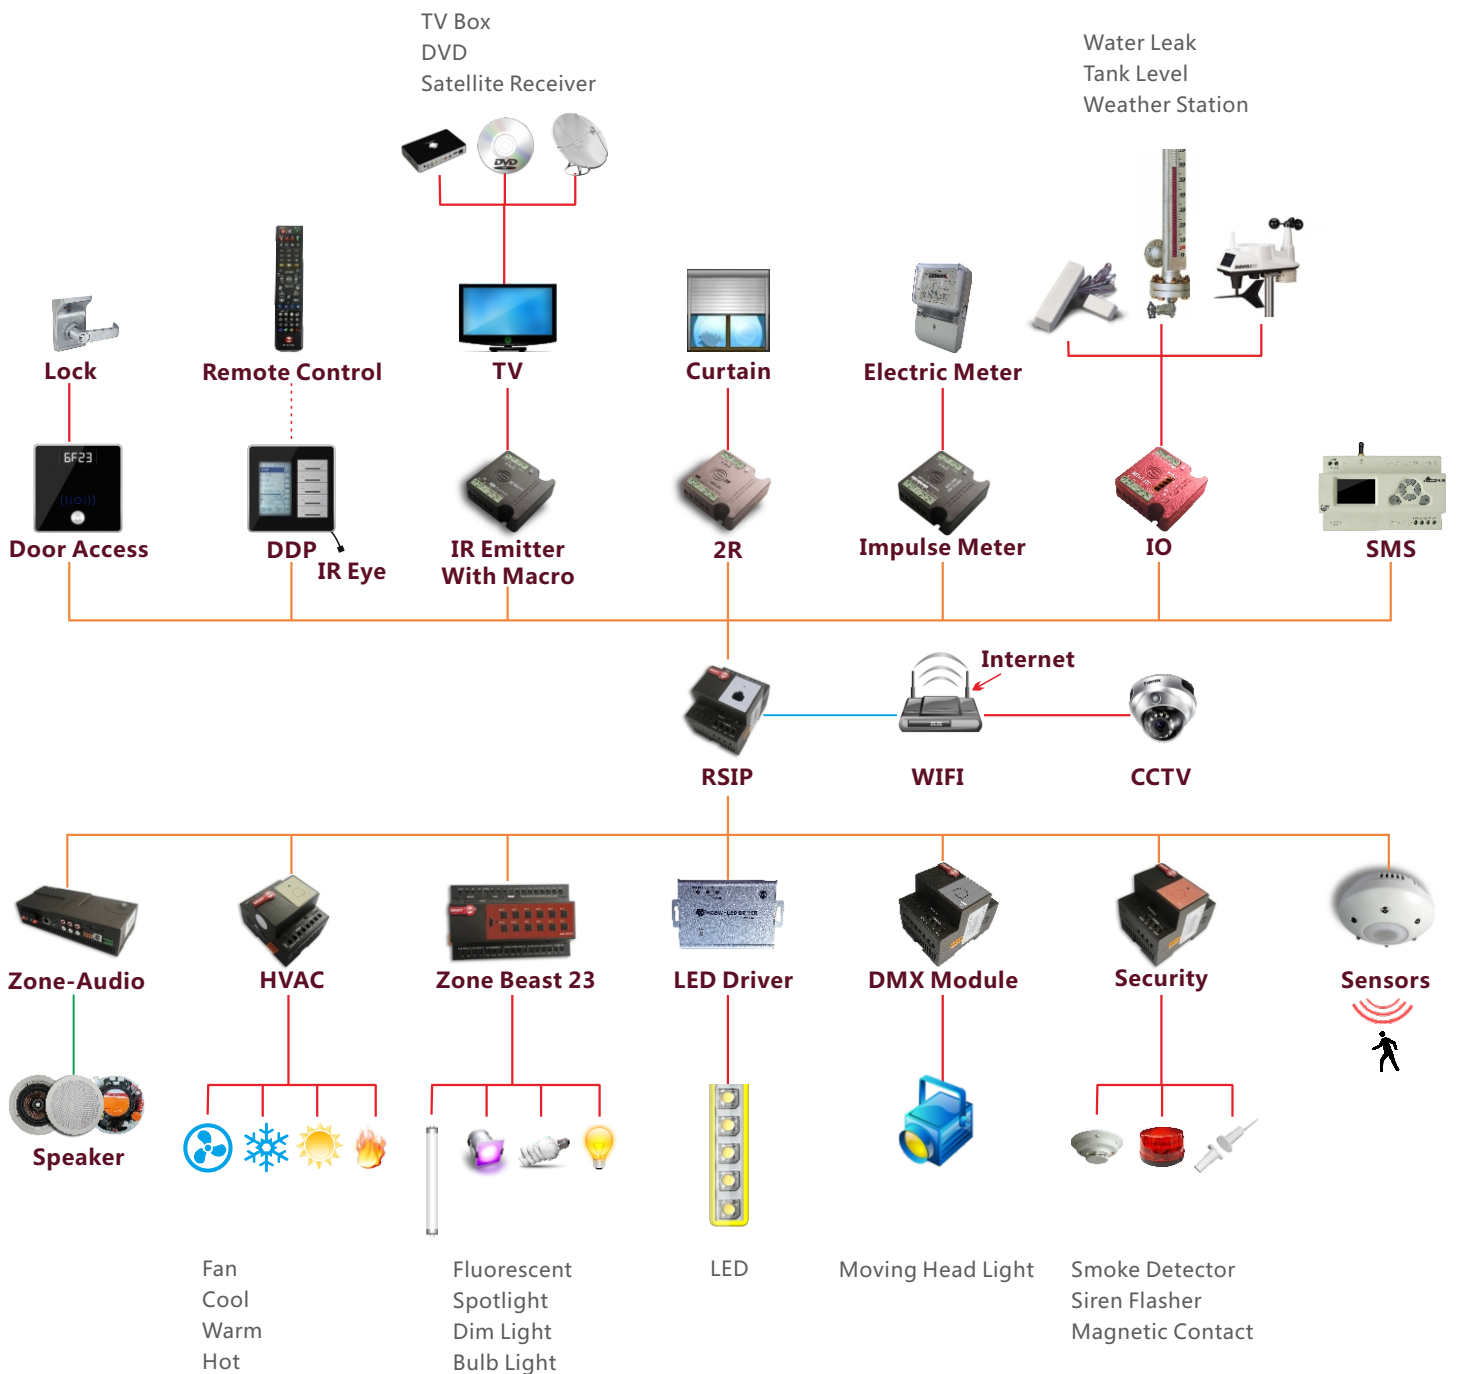 TV Box
DVD
Satellite Receiver
Water Leak
Tank Level
Weather Station
DVD
Lock
Remote Control
TV
Curtain
Electric Meter
6F23
Door Access
DDP
IR Eye
IR Emitter
With Macro
2R
Impulse Meter
IO
SMS
Internet
RSIP
WIFI
CCTV
Zone-Audio
HVAC
Zone Beast 23
LED Driver
DMX Module
Security
Sensors
Speaker
Fan
Cool
Warm
Hot
Fluorescent
Spotlight
Dim Light
Bulb Light
LED
Moving Head Light
Smoke Detector
Siren Flasher
Magnetic Contact